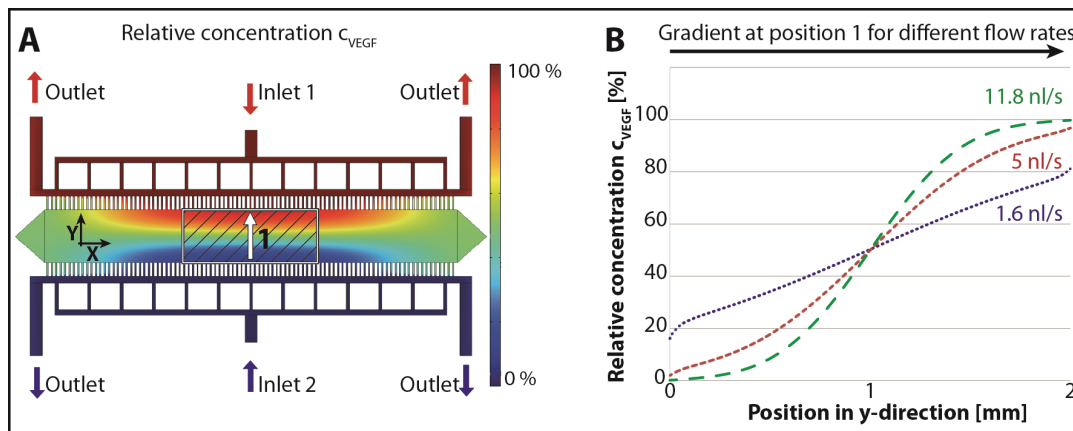 A
Relative concentration cVEGF
100 %
Outlet
Inlet 1
Outlet
Y
X
1
Outlet
Inlet 2
Outlet
0 %
B
Gradient at position 1 for different flow rates
Relative concentration cVEGF [%]
11.8 nl/s
5 nl/s
1.6 nl/s
100
80
60
40
20
0
0
1
2
Position in y-direction [mm]